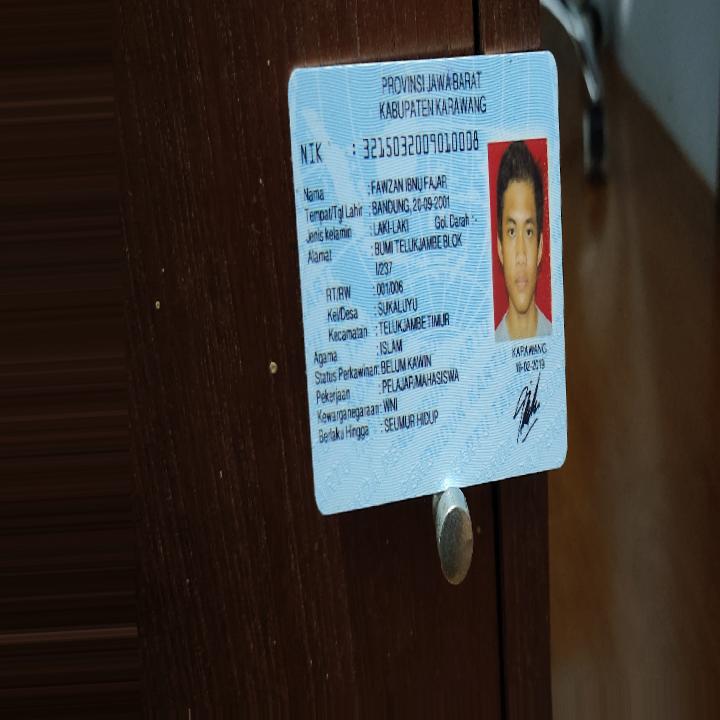 PROVINSI JAWA BARAT
KABUPATEN KARAWANG
NIK : 3215032009010008
Nama : FAWZAN IBNU FAJAR
Tempat/Tgl Lahir : BANDUNG, 20-09-2001
Jenis kelamin : LAKI-LAKI Gol. Darah :-
Alamat : BUMI TELUKJAMBE BLOK
I/237
RT/RW : 001/006
Kel/Desa : SUKALUYU
Kecamatan : TELUKJAMBE TIMUR
Agama : ISLAM
Status Perkawinan: BELUM KAWIN
Pekerjaan : PELAJAR/MAHASISWA
Kewarganegaraan: WNI
Berlaku Hingga : SEUMUR HIDUP
KARAWANG
18-02-2019